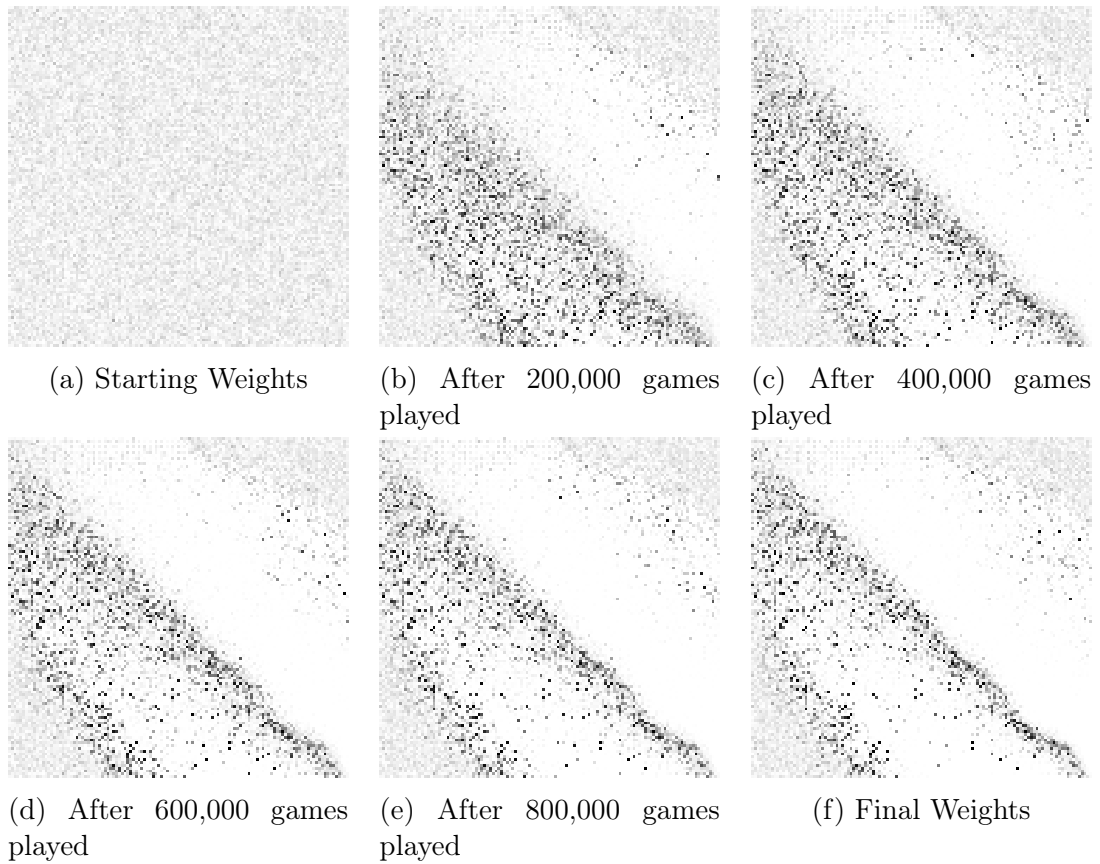 (a) Starting Weights
(b) After 200,000 games
played
(c) After 400,000 games
played
(d) After 600,000 games
played
(e) After 800,000 games
played
(f) Final Weights